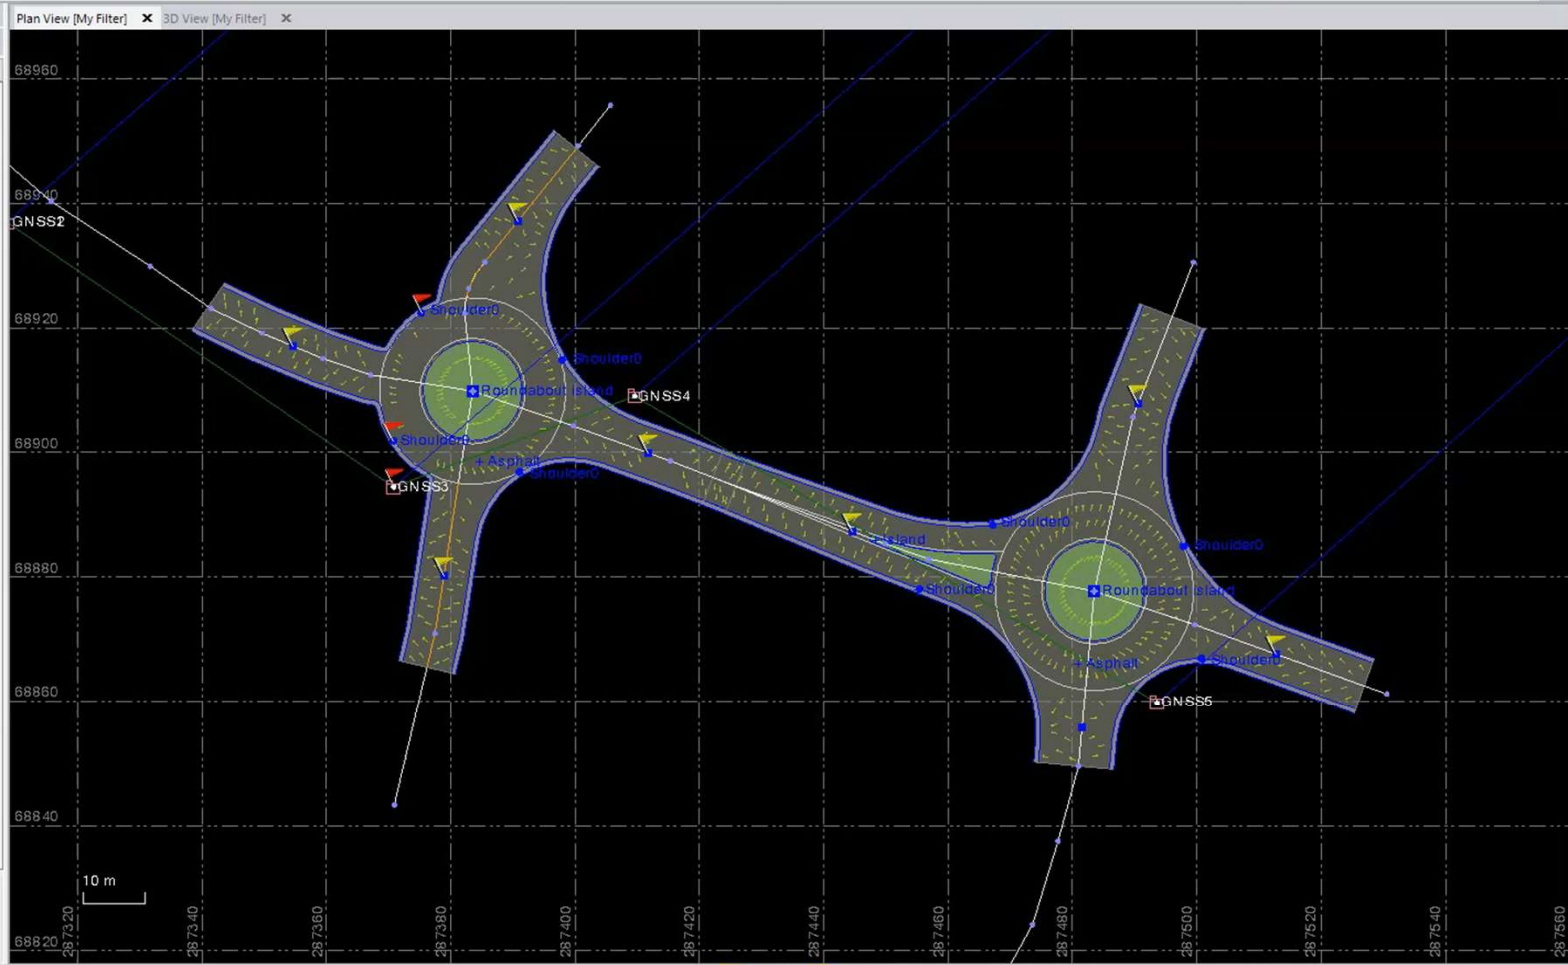 Plan View [My Filter] ✕ 3D View [My Filter] ✕
68960
68940
GNSS2
68920
Shoulder0
Shoulder0
Roundabout island
GNSS4
68900
Shoulder0
+ Asphalt
Shoulder0
GNSS3
Shoulder0
+ Island
Shoulder0
68880
Shoulder0
Roundabout island
+ Asphalt
Shoulder0
68860
GNSS5
68840
10 m
68820
287320
287340
287360
287380
287400
287420
287440
287460
287480
287500
287520
287540